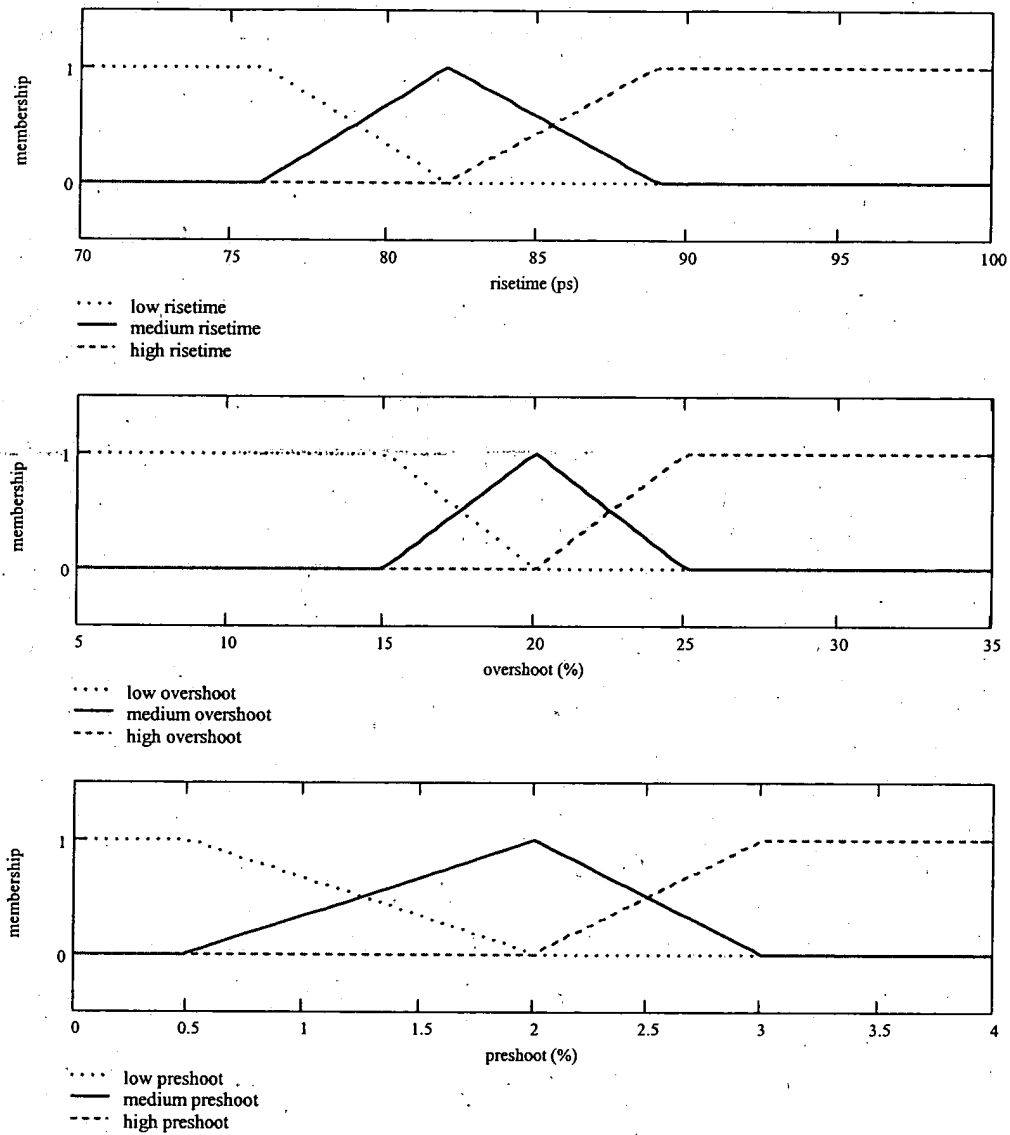 membership
1
0
70 75 80 85 90 95 100
risetime (ps)
low risetime
medium risetime
high risetime
membership
1
0
5 10 15 20 25 30 35
overshoot (%)
low overshoot
medium overshoot
high overshoot
membership
1
0
0 0.5 1 1.5 2 2.5 3 3.5 4
preshoot (%)
low preshoot
medium preshoot
high preshoot